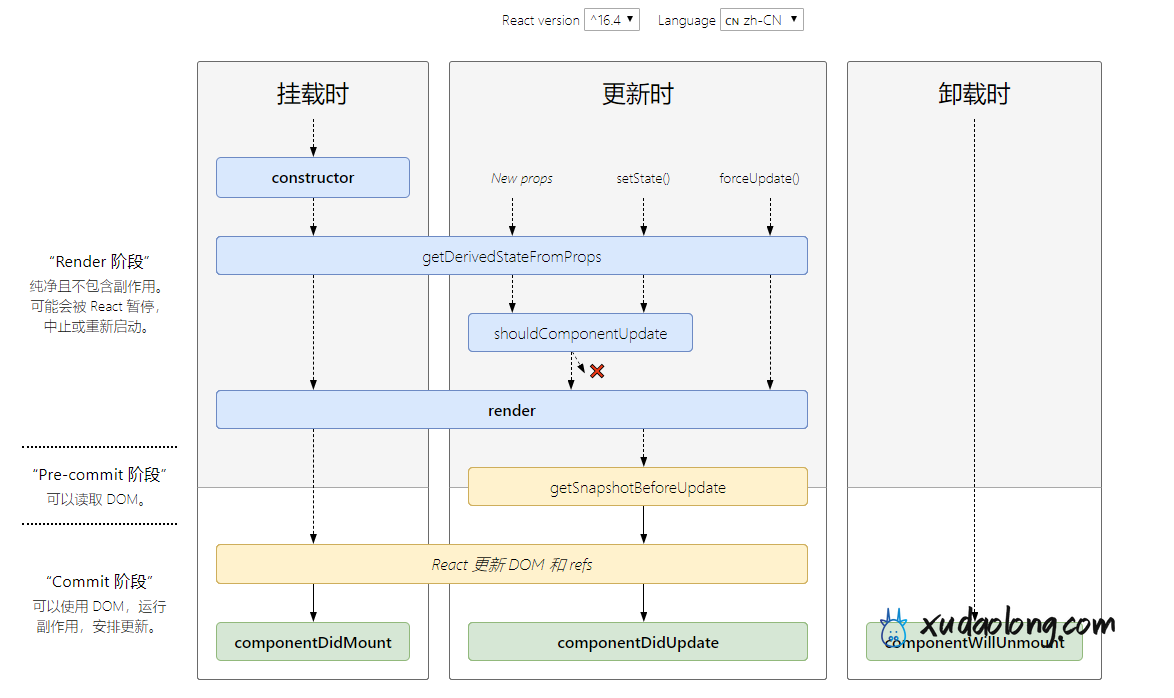 React version ^16.4 Language CN zh-CN
挂载时 更新时 卸载时
constructor
New props setState() forceUpdate()
getDerivedStateFromProps
“Render 阶段”
纯净且不包含副作用。
可能会被 React 暂停，
中止或重新启动。
shouldComponentUpdate
render
“Pre-commit 阶段”
可以读取 DOM。
getSnapshotBeforeUpdate
React 更新 DOM 和 refs
“Commit 阶段”
可以使用 DOM，运行
副作用，安排更新。
componentDidMount componentDidUpdate componentWillUnmount
xudaolong.com